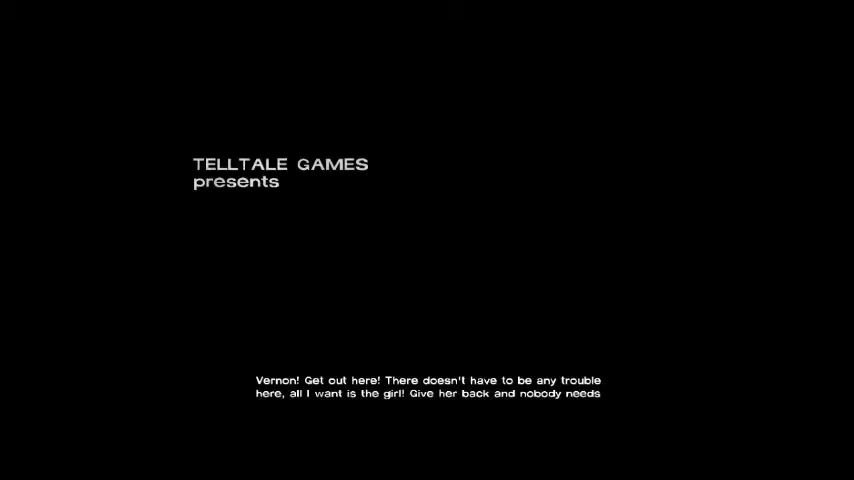 TELLTALE GAMES
presents
Vernon! Get out here! There doesn't have to be any trouble
here, all I want is the girl! Give her back and nobody needs